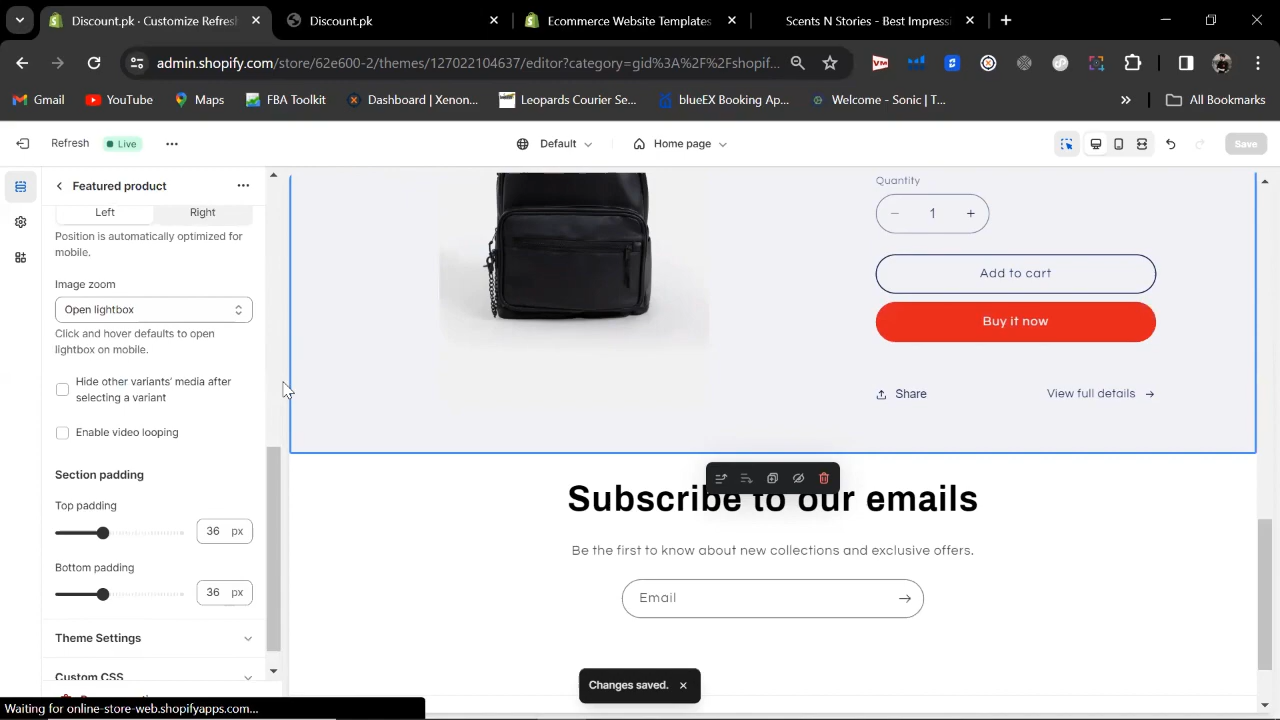 Discount.pk · Customize Refresh
Discount.pk
Ecommerce Website Templates
Scents N Stories - Best Impressi
admin.shopify.com/store/62e600-2/themes/127022104637/editor?category=gid%3A%2F%2Fshopif...
Gmail
YouTube
Maps
FBA Toolkit
Dashboard | Xenon...
Leopards Courier Se...
blueEX Booking Ap...
Welcome - Sonic | T...
All Bookmarks
Refresh
Live
Default
Home page
Save
Featured product
Left
Right
Position is automatically optimized for
mobile.
Image zoom
Open lightbox
Click and hover defaults to open
lightbox on mobile.
Hide other variants' media after
selecting a variant
Enable video looping
Section padding
Top padding
36 px
Bottom padding
36 px
Theme Settings
Custom CSS
Quantity
1
Add to cart
Buy it now
Share
View full details
Subscribe to our emails
Be the first to know about new collections and exclusive offers.
Email
Changes saved.
Waiting for online-store-web.shopifyapps.com...